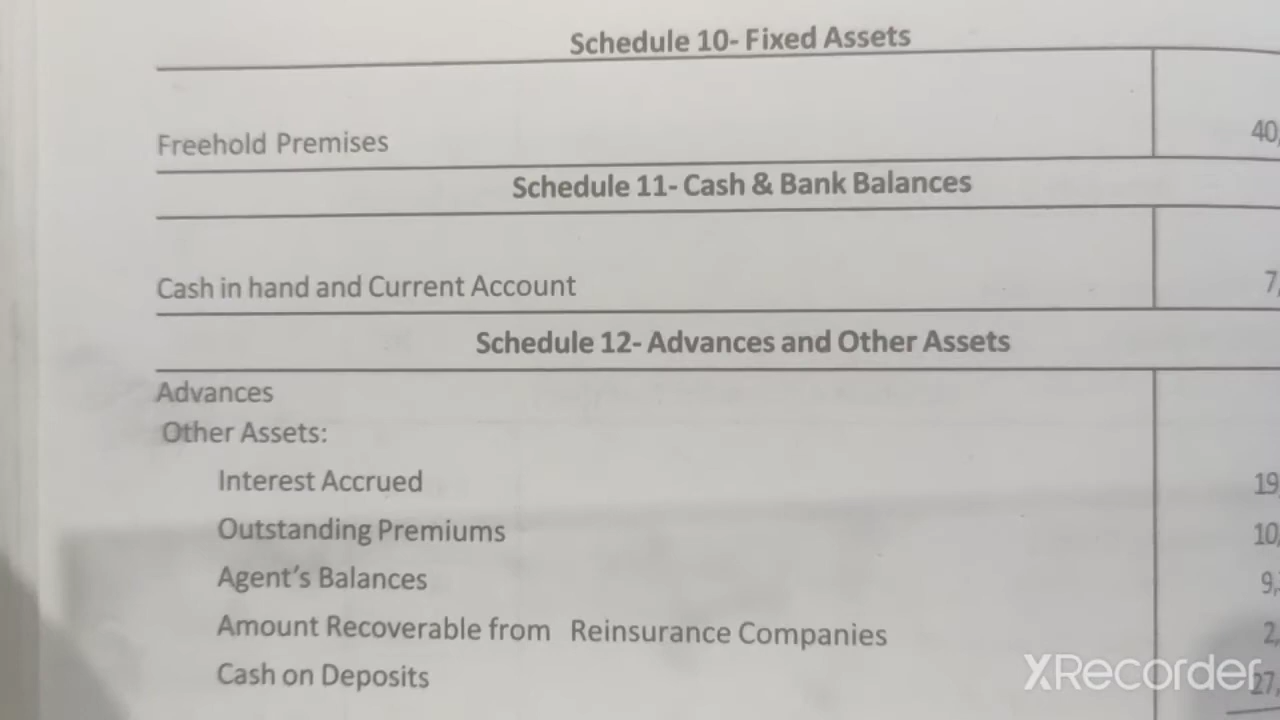 Schedule 10- Fixed Assets
Freehold Premises 40,
Schedule 11- Cash & Bank Balances
Cash in hand and Current Account 7,
Schedule 12- Advances and Other Assets
Advances
Other Assets:
Interest Accrued 19
Outstanding Premiums 10,
Agent's Balances 9,
Amount Recoverable from Reinsurance Companies 2,
Cash on Deposits 27,
XRecorder